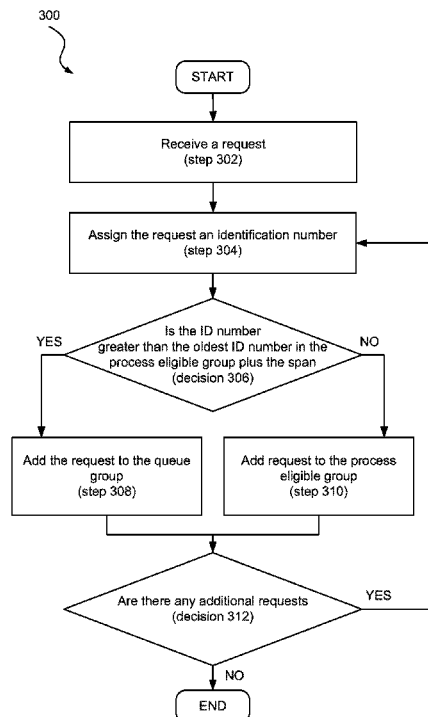 300
START
Receive a request
(step 302)
Assign the request an identification number
(step 304)
Is the ID number
greater than the oldest ID number in the
process eligible group plus the span
(decision 306)
YES
NO
Add the request to the queue
group
(step 308)
Add request to the process
eligible group
(step 310)
Are there any additional requests
(decision 312)
YES
NO
END